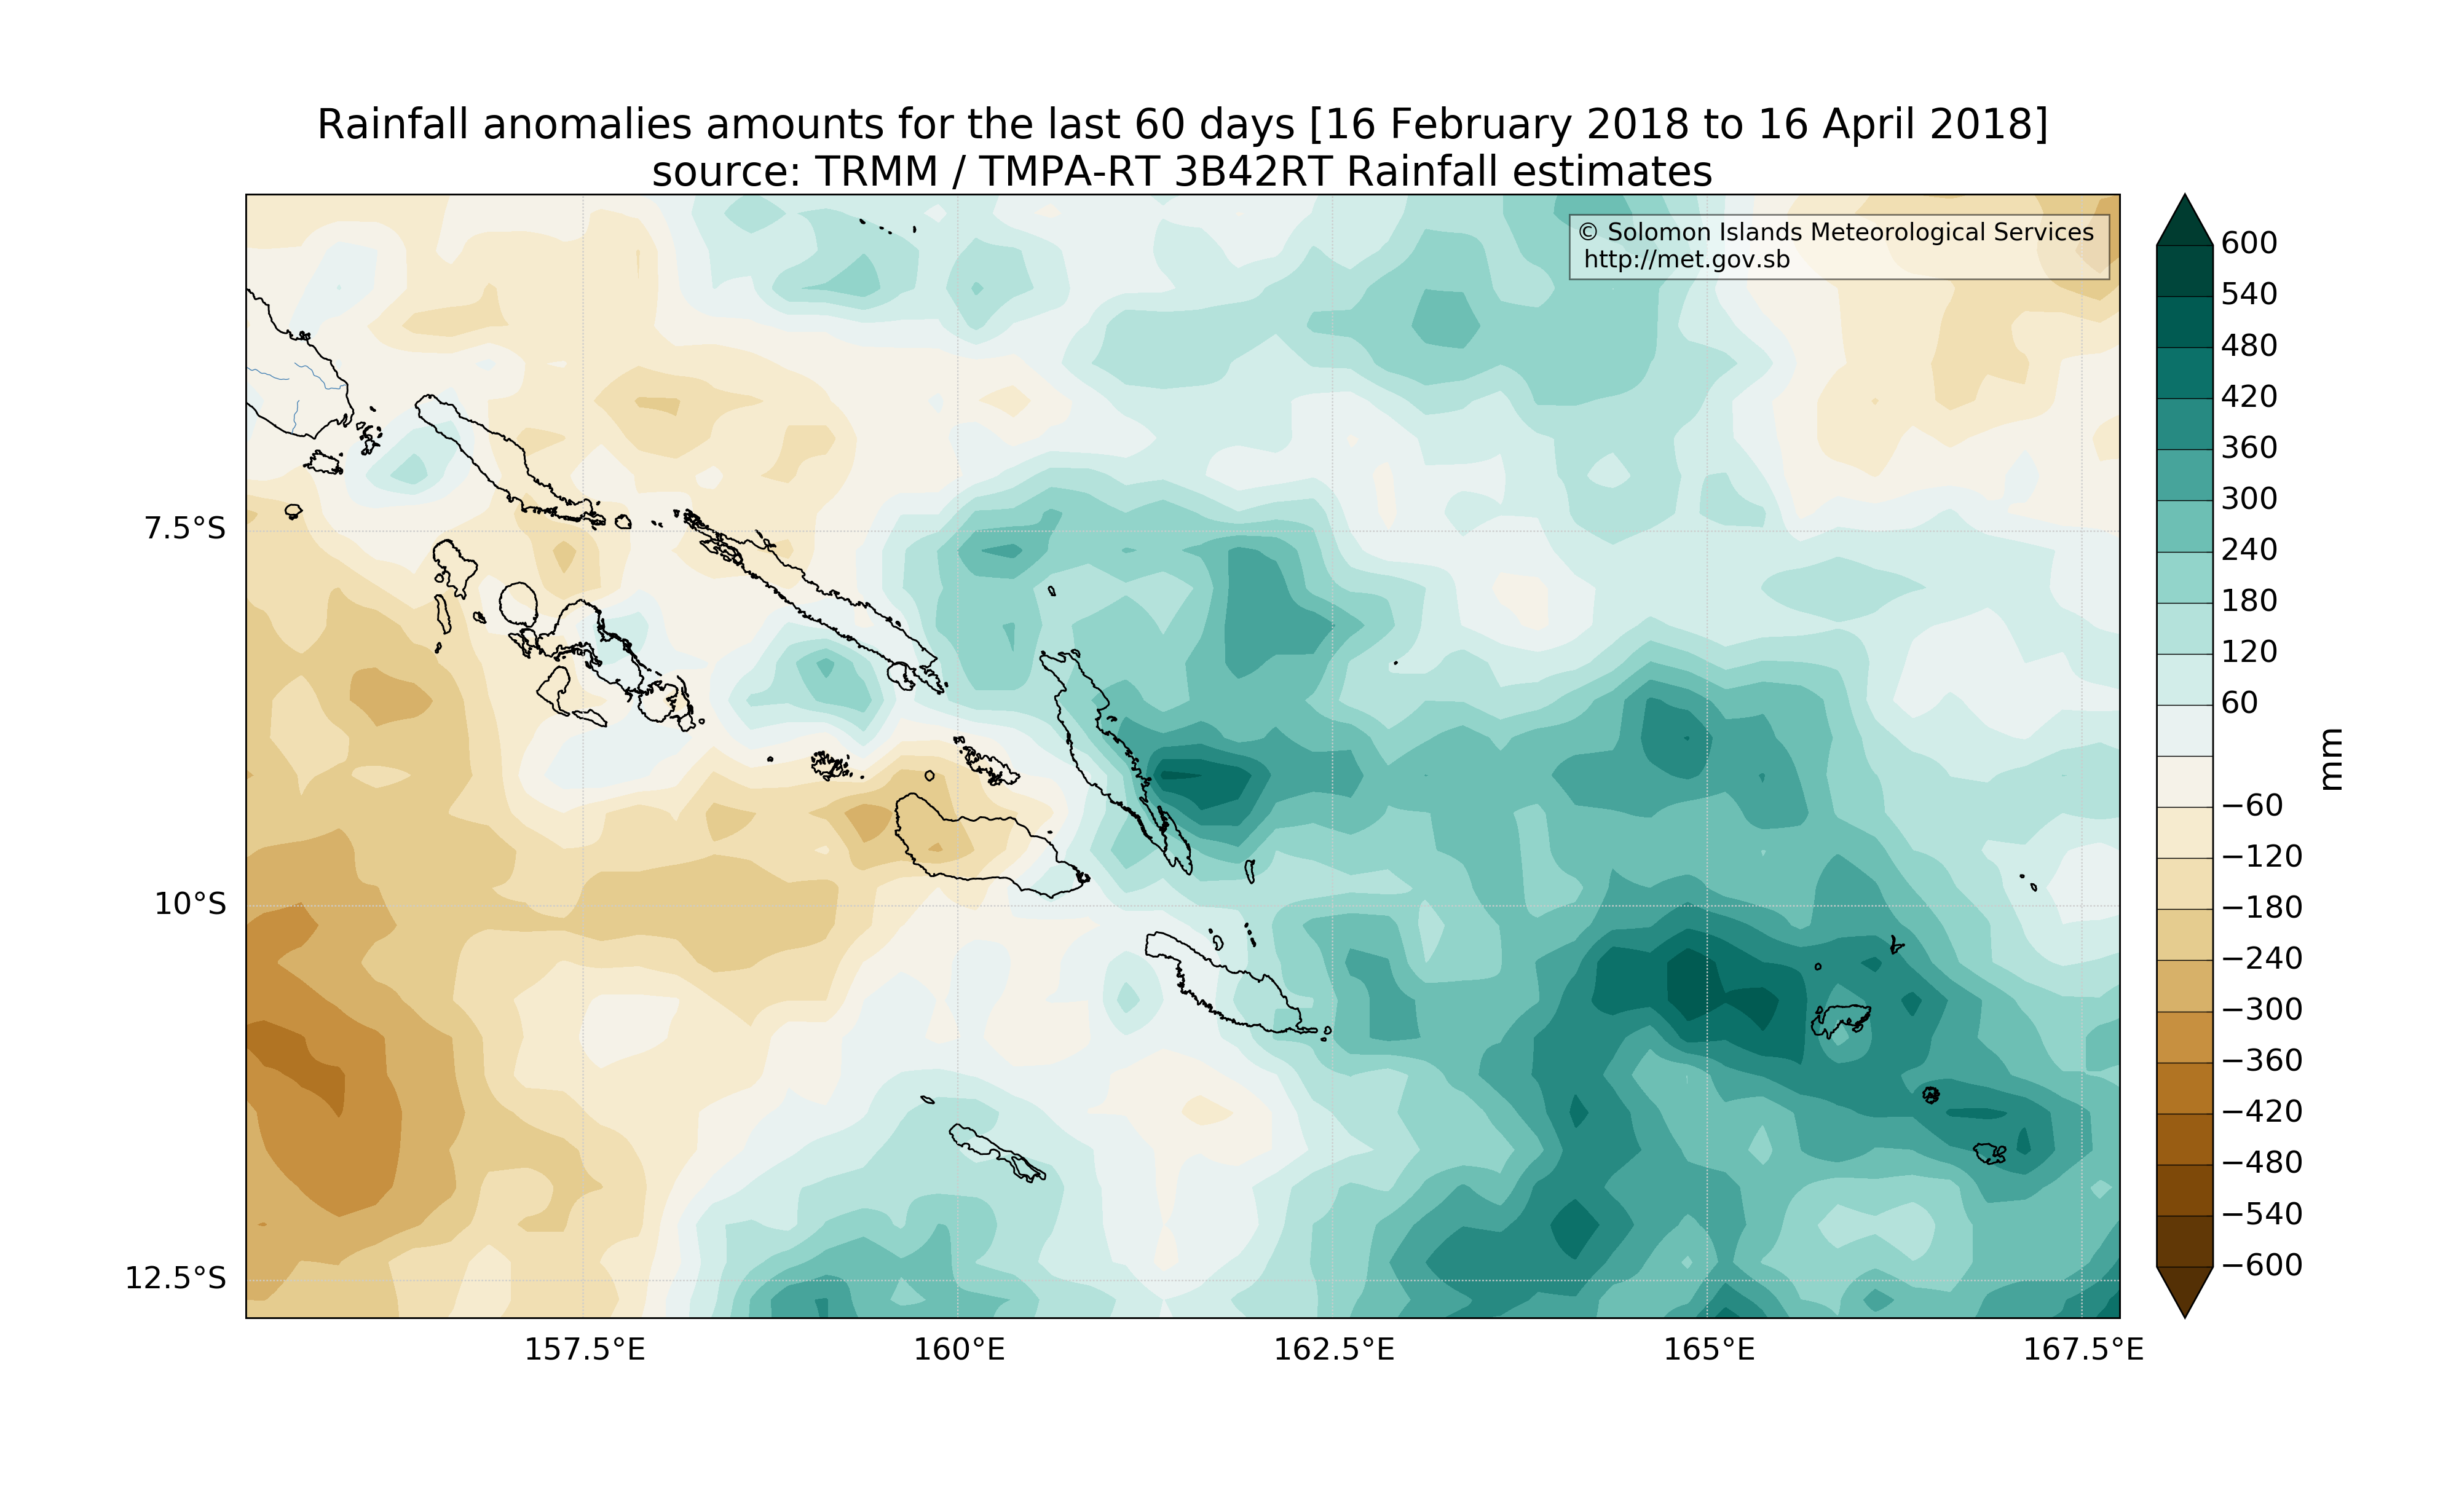 Rainfall anomalies amounts for the last 60 days [16 February 2018 to 16 April 2018]
source: TRMM / TMPA-RT 3B42RT Rainfall estimates
© Solomon Islands Meteorological Services
http://met.gov.sb
7.5°S
10°S
12.5°S
157.5°E
160°E
162.5°E
165°E
167.5°E
600
540
480
420
360
300
240
180
120
60
−60
−120
−180
−240
−300
−360
−420
−480
−540
−600
mm